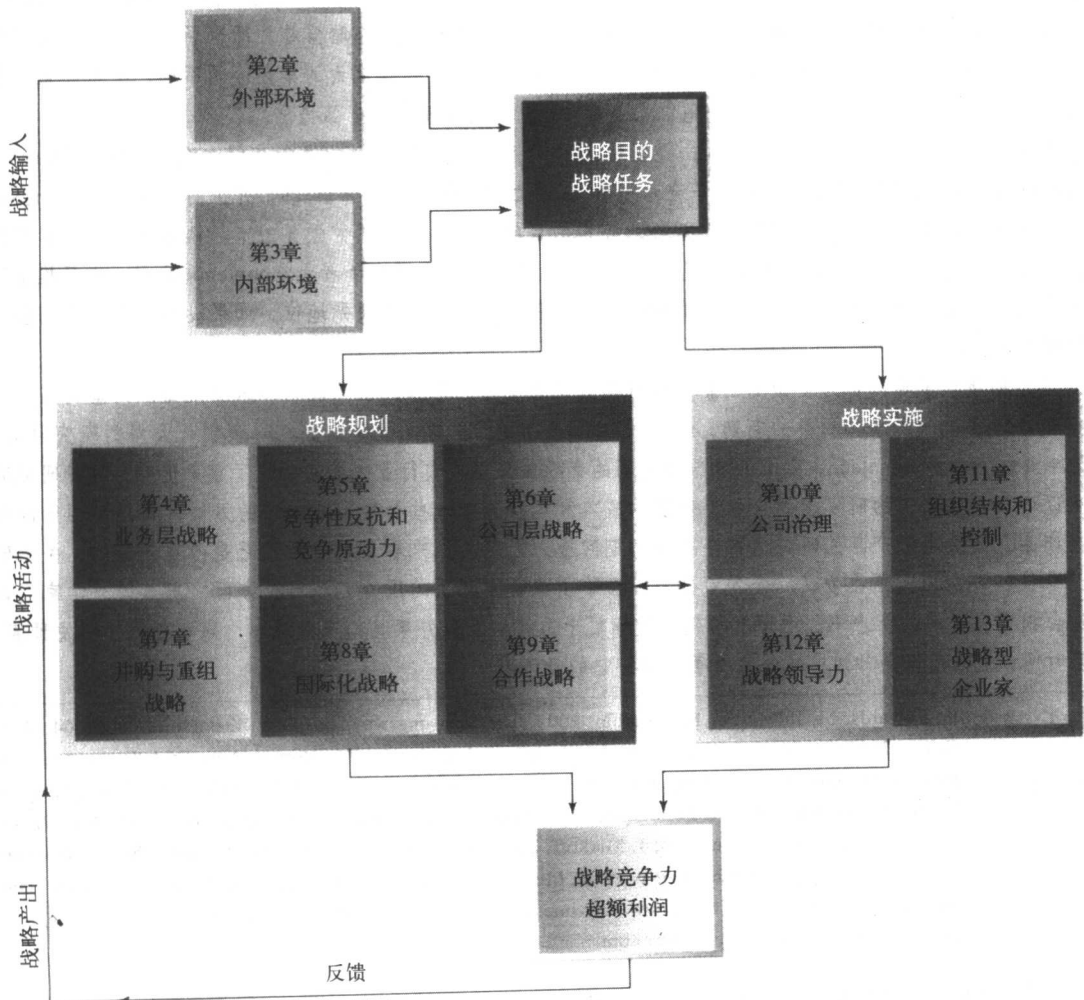 第2章
外部环境
战略目的
战略任务
战略输入
第3章
内部环境
战略规划
第4章
业务层战略
第5章
竞争性反抗和
竞争原动力
第6章
公司层战略
第7章
并购与重组
战略
第8章
国际化战略
第9章
合作战略
战略实施
第10章
公司治理
第11章
组织结构和
控制
第12章
战略领导力
第13章
战略型
企业家
战略活动
战略竞争力
超额利润
战略产出
反馈